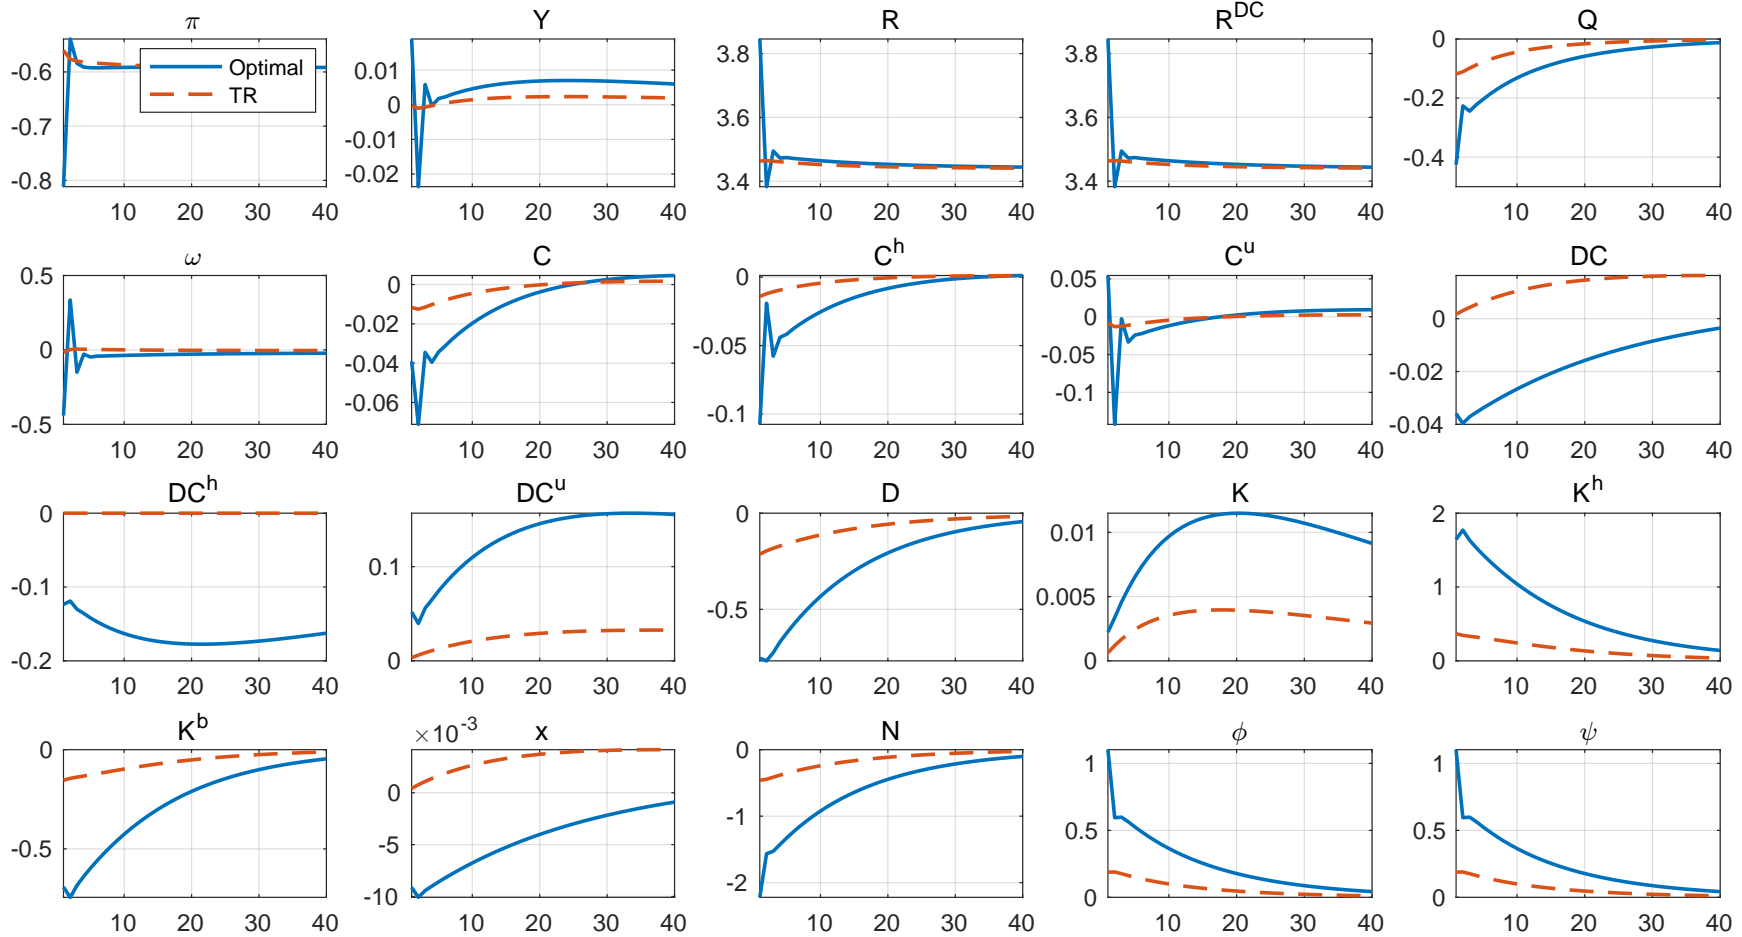 π Y R R^DC Q
-0.6 Optimal 0.01 3.8 3.8 0
TR
-0.7 0 3.6 3.6 -0.2
-0.01
-0.8 -0.02 3.4 3.4 -0.4
10 20 30 40 10 20 30 40 10 20 30 40 10 20 30 40 10 20 30 40
ω C C^h C^u DC
0.5 0 0 0.05 0
0 -0.02 -0.05 0 -0.02
-0.04 -0.05
-0.5 -0.06 -0.1 -0.1 -0.04
10 20 30 40 10 20 30 40 10 20 30 40 10 20 30 40 10 20 30 40
DC^h DC^u D K K^h
0 0.1 0 0.01 2
-0.1 -0.5 0.005 1
-0.2 0 0 0
10 20 30 40 10 20 30 40 10 20 30 40 10 20 30 40 10 20 30 40
K^b ×10^-3 x N ϕ ψ
0 0 0 1 1
-0.5 -5 -1 0.5 0.5
-10 -2 0 0
10 20 30 40 10 20 30 40 10 20 30 40 10 20 30 40 10 20 30 40